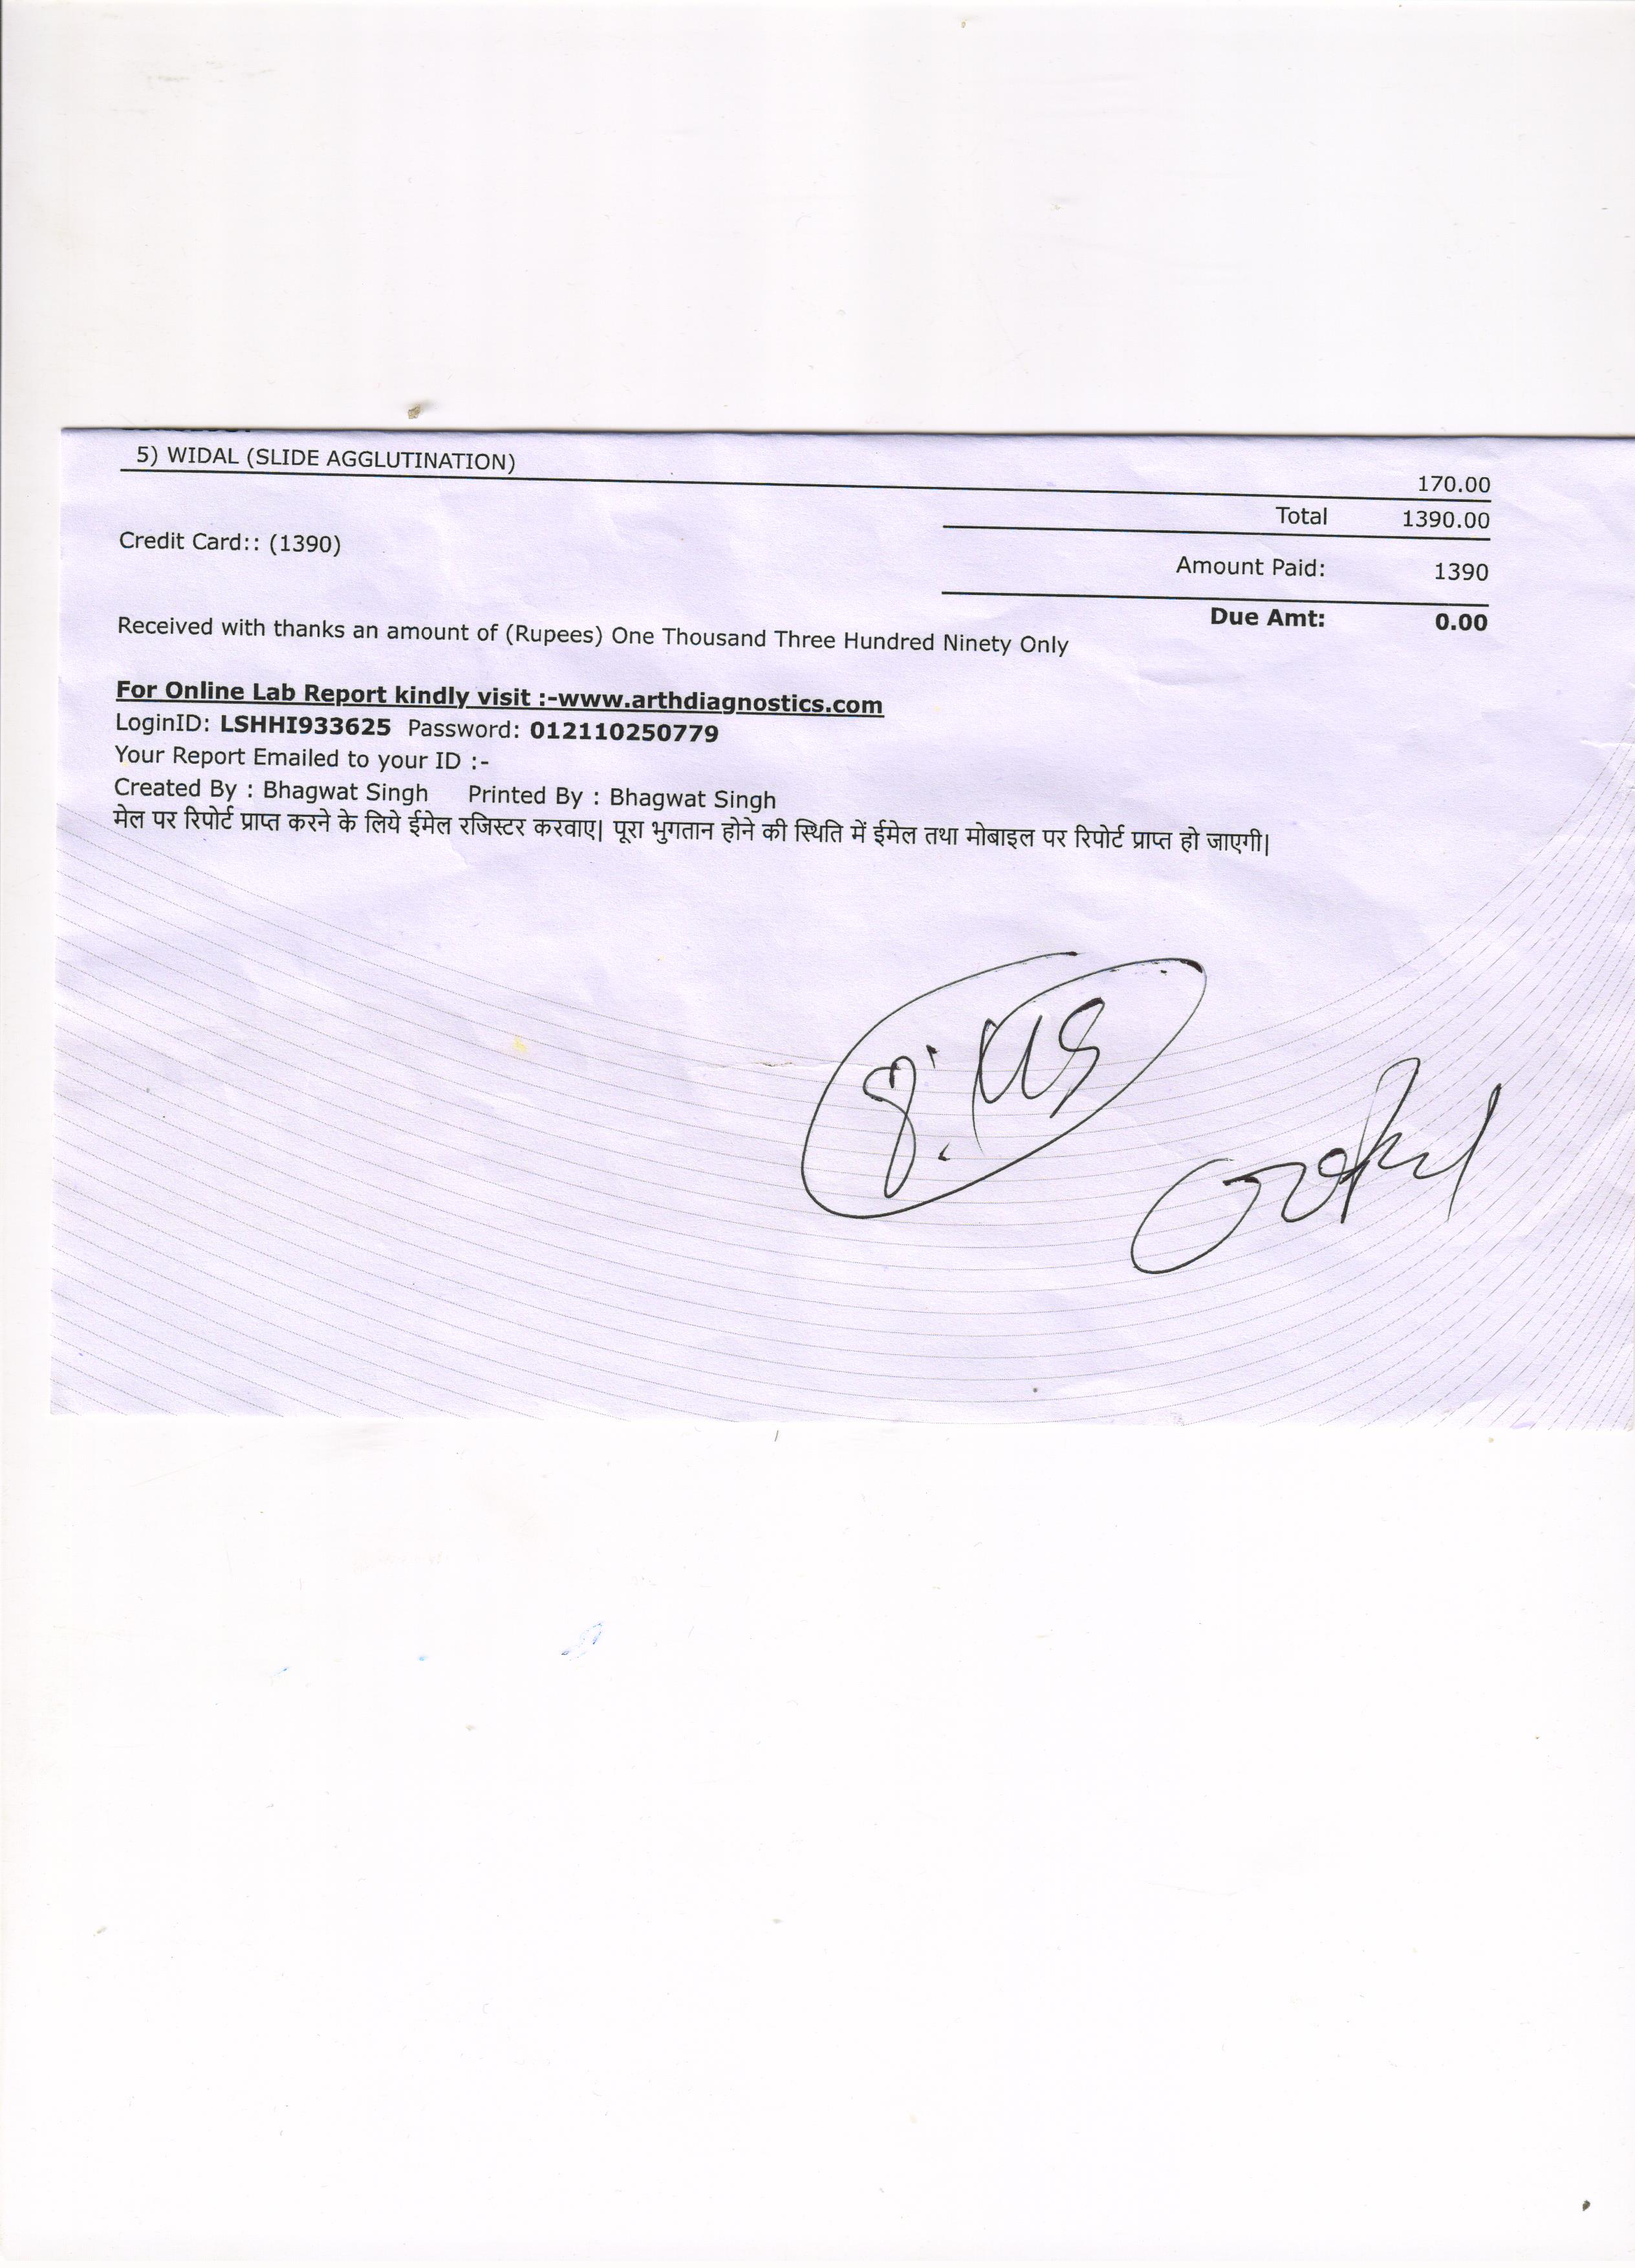 5) WIDAL (SLIDE AGGLUTINATION) 170.00
Total 1390.00
Credit Card:: (1390)
Amount Paid: 1390
Due Amt: 0.00
Received with thanks an amount of (Rupees) One Thousand Three Hundred Ninety Only
For Online Lab Report kindly visit :-www.arthdiagnostics.com
LoginID: LSHHI933625 Password: 012110250779
Your Report Emailed to your ID :-
Created By : Bhagwat Singh Printed By : Bhagwat Singh
मेल पर रिपोर्ट प्राप्त करने के लिये ईमेल रजिस्टर करवाए| पूरा भुगतान होने की स्थिति में ईमेल तथा मोबाइल पर रिपोर्ट प्राप्त हो जाएगी|